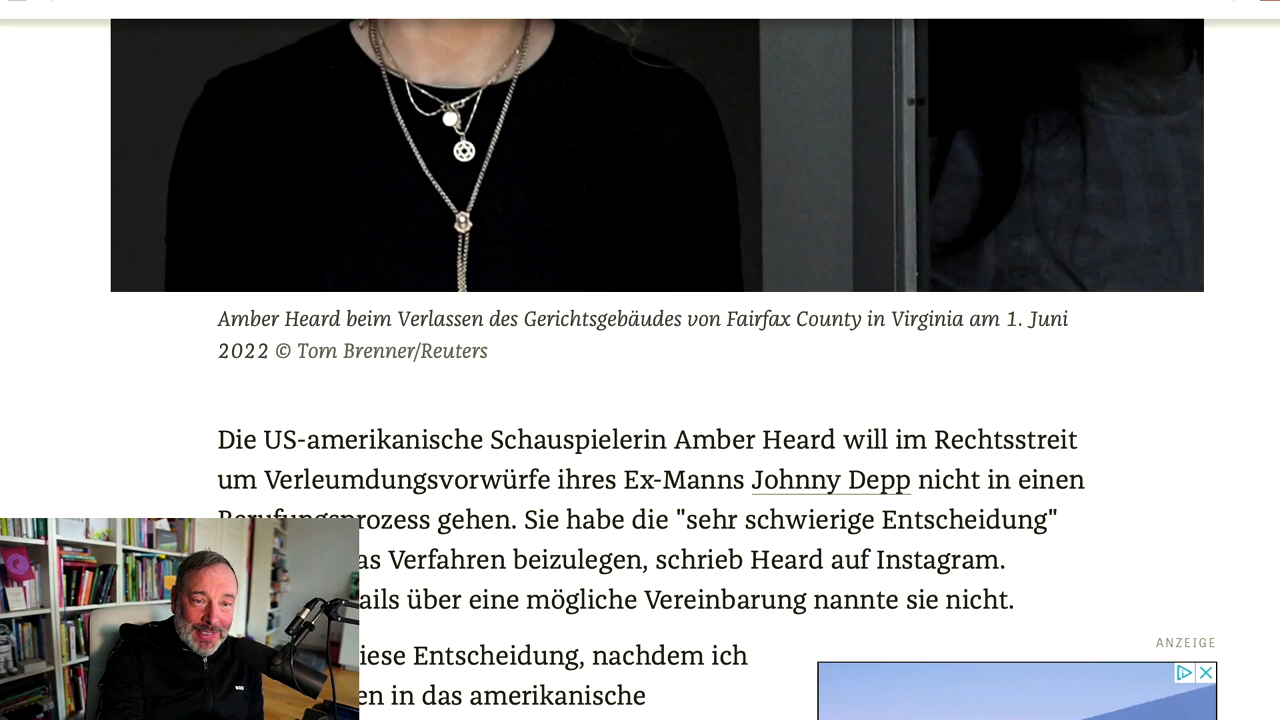 Amber Heard beim Verlassen des Gerichtsgebäudes von Fairfax County in Virginia am 1. Juni
2022 © Tom Brenner/Reuters
Die US-amerikanische Schauspielerin Amber Heard will im Rechtsstreit
um Verleumdungsvorwürfe ihres Ex-Manns Johnny Depp nicht in einen
Berufungsprozess gehen. Sie habe die "sehr schwierige Entscheidung"
as Verfahren beizulegen, schrieb Heard auf Instagram.
ails über eine mögliche Vereinbarung nannte sie nicht.
ANZEIGE
iese Entscheidung, nachdem ich
en in das amerikanische